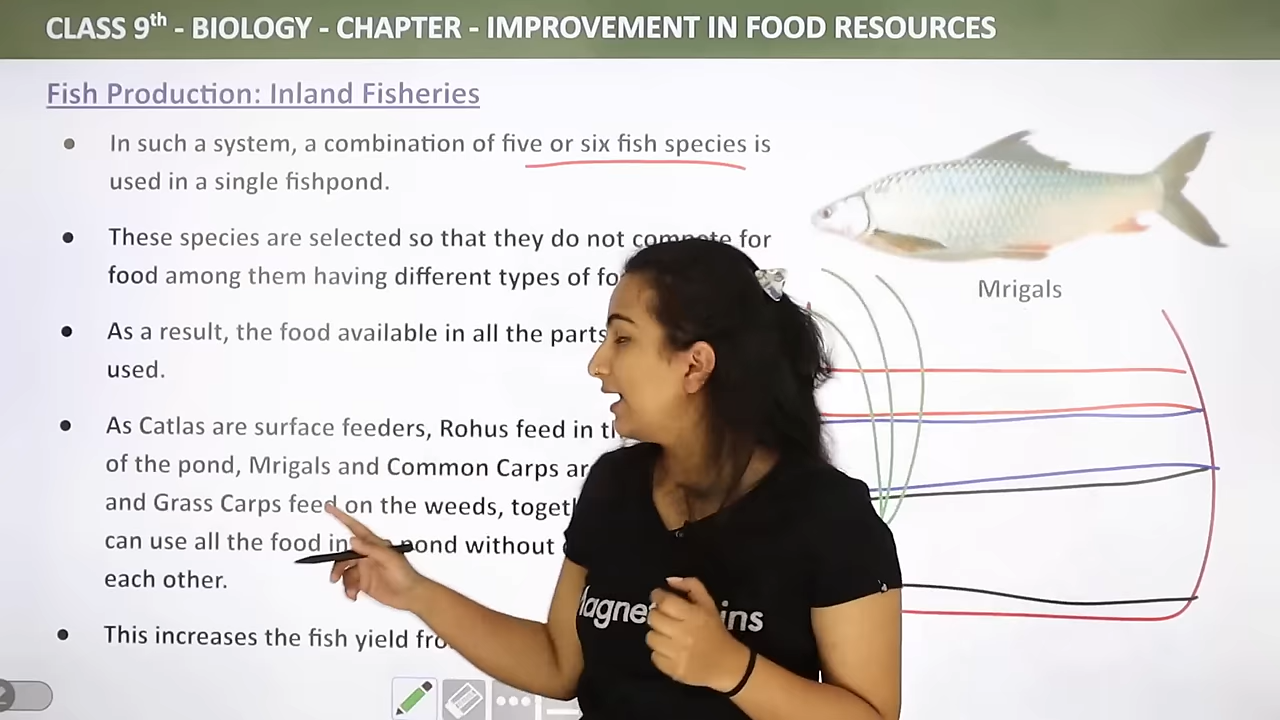 CLASS 9th - BIOLOGY - CHAPTER - IMPROVEMENT IN FOOD RESOURCES
Fish Production: Inland Fisheries
In such a system, a combination of five or six fish species is
used in a single fishpond.
These species are selected so that they do not compete for
food among them having different types of
As a result, the food available in all the parts
used.
As Catlas are surface feeders, Rohus feed in
of the pond, Mrigals and Common Carps
and Grass Carps feed on the weeds,
can use all the food in pond without
each other.
This increases the fish yield
Mrigals